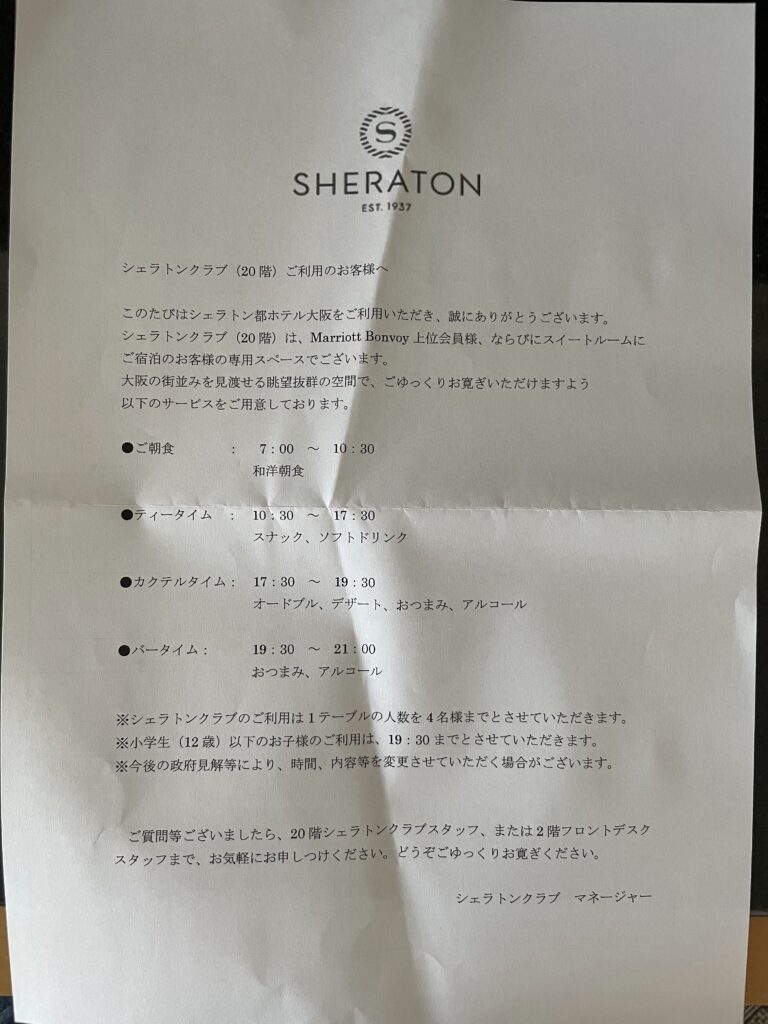 S
SHERATON
EST. 1937
シェラトンクラブ（20 階）ご利用のお客様へ
このたびはシェラトン都ホテル大阪をご利用いただき、誠にありがとうございます。
シェラトンクラブ（20 階）は、Marriott Bonvoy 上位会員様、ならびにスイートルームに
ご宿泊のお客様の専用スペースでございます。
大阪の街並みを見渡せる眺望抜群の空間で、ごゆっくりお寛ぎいただけますよう
以下のサービスをご用意しております。
●ご朝食 ： 7：00 ～ 10：30
和洋朝食
●ティータイム ： 10：30 ～ 17：30
スナック、ソフトドリンク
●カクテルタイム： 17：30 ～ 19：30
オードブル、デザート、おつまみ、アルコール
●バータイム： 19：30 ～ 21：00
おつまみ、アルコール
※シェラトンクラブのご利用は 1 テーブルの人数を 4 名様までとさせていただきます。
※小学生（12 歳）以下のお子様のご利用は、19：30 までとさせていただきます。
※今後の政府見解等により、時間、内容等を変更させていただく場合がございます。
ご質問等ございましたら、20 階シェラトンクラブスタッフ、または 2 階フロントデスク
スタッフまで、お気軽にお申しつけください。どうぞごゆっくりお寛ぎください。
シェラトンクラブ　マネージャー